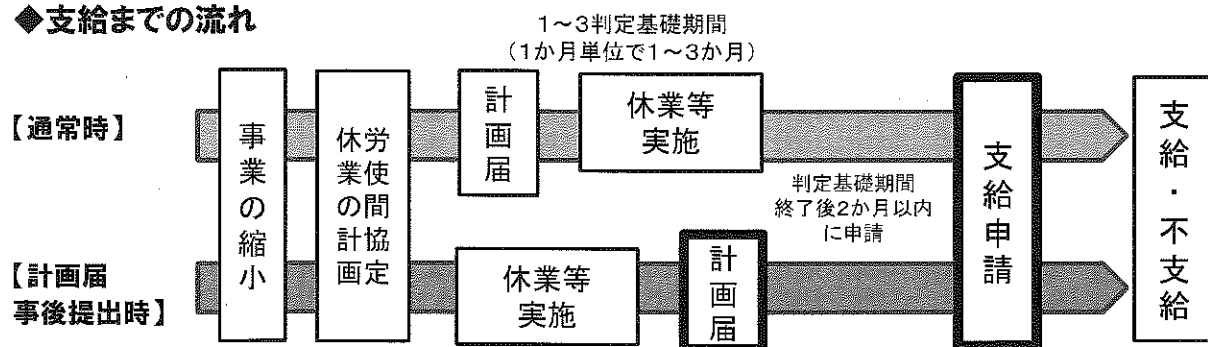 ◆支給までの流れ
1～3判定基礎期間
（1か月単位で1～3か月）
【通常時】
事業の縮小
労使間協定
休業の計画
計画届
休業等
実施
判定基礎期間
終了後2か月以内
に申請
支給申請
支給・不支給
【計画届
事後提出時】
休業等
実施
計画届